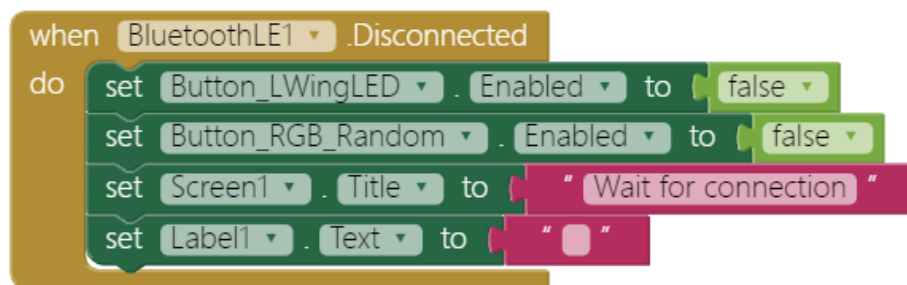 when BluetoothLE1 .Disconnected
do set Button_LWingLED . Enabled to false
set Button_RGB_Random . Enabled to false
set Screen1 . Title to " Wait for connection "
set Label1 . Text to " "